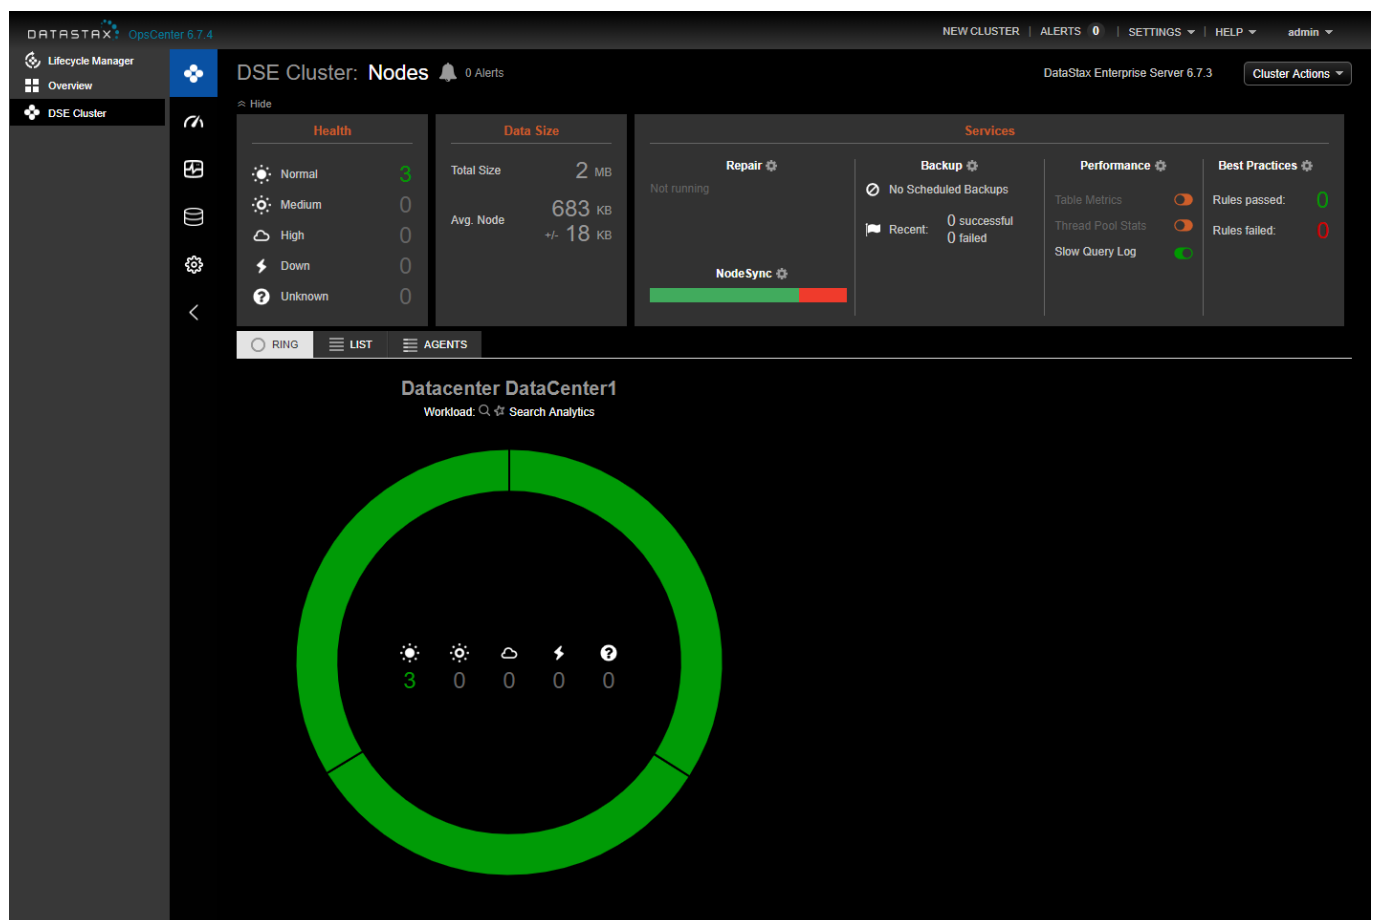 DATASTAX OpsCenter 6.7.4
NEW CLUSTER | ALERTS 0 | SETTINGS | HELP admin
Lifecycle Manager
Overview
DSE Cluster
DSE Cluster: Nodes 0 Alerts
DataStax Enterprise Server 6.7.3 Cluster Actions
Hide
Health
Normal 3
Medium 0
High 0
Down 0
Unknown 0
Data Size
Total Size 2 MB
Avg. Node 683 KB
+/- 18 KB
Services
Repair
Not running
NodeSync
Backup
No Scheduled Backups
Recent: 0 successful
0 failed
Performance
Table Metrics
Thread Pool Stats
Slow Query Log
Best Practices
Rules passed: 0
Rules failed: 0
RING LIST AGENTS
Datacenter DataCenter1
Workload: Search Analytics
3 0 0 0 0